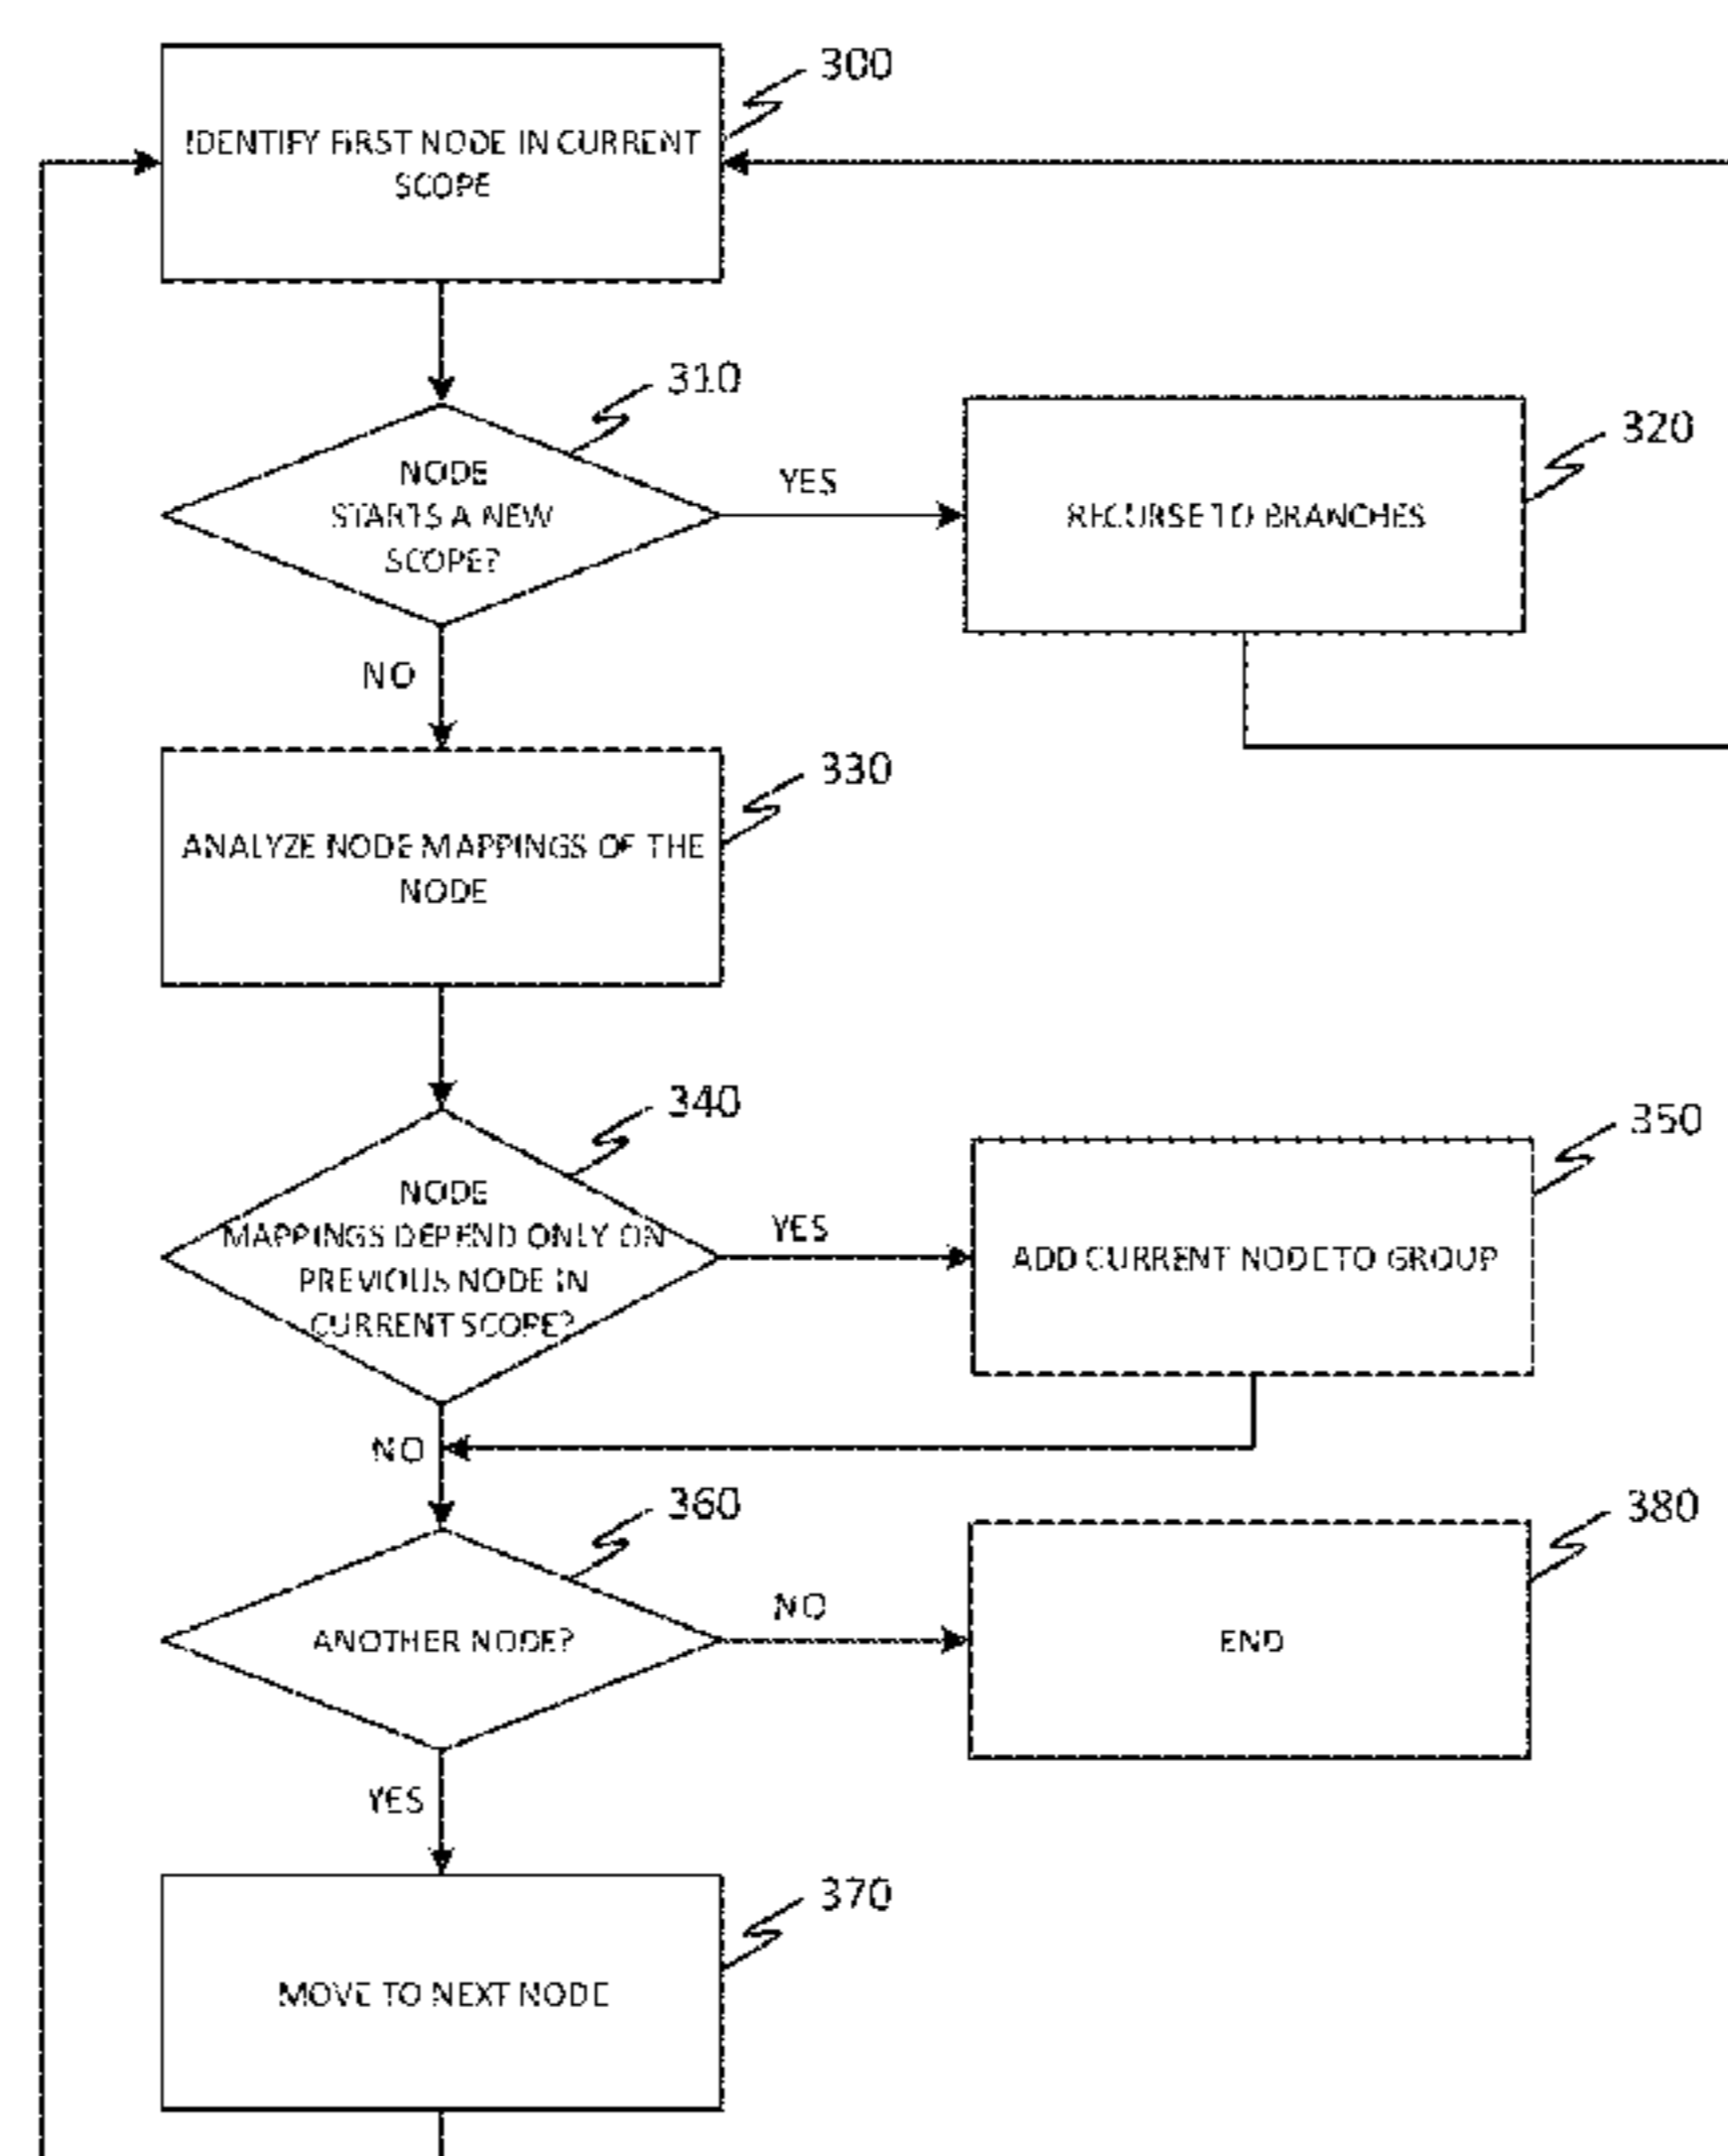 300
IDENTIFY FIRST NODE IN CURRENT
SCOPE
310
NODE
STARTS A NEW
SCOPE?
YES
320
RECURSE TO BRANCHES
NO
330
ANALYZE NODE MAPPINGS OF THE
NODE
340
NODE
MAPPINGS DEPEND ONLY ON
PREVIOUS NODE IN
CURRENT SCOPE?
YES
350
ADD CURRENT NODE TO GROUP
NO
360
ANOTHER NODE?
NO
380
END
YES
370
MOVE TO NEXT NODE